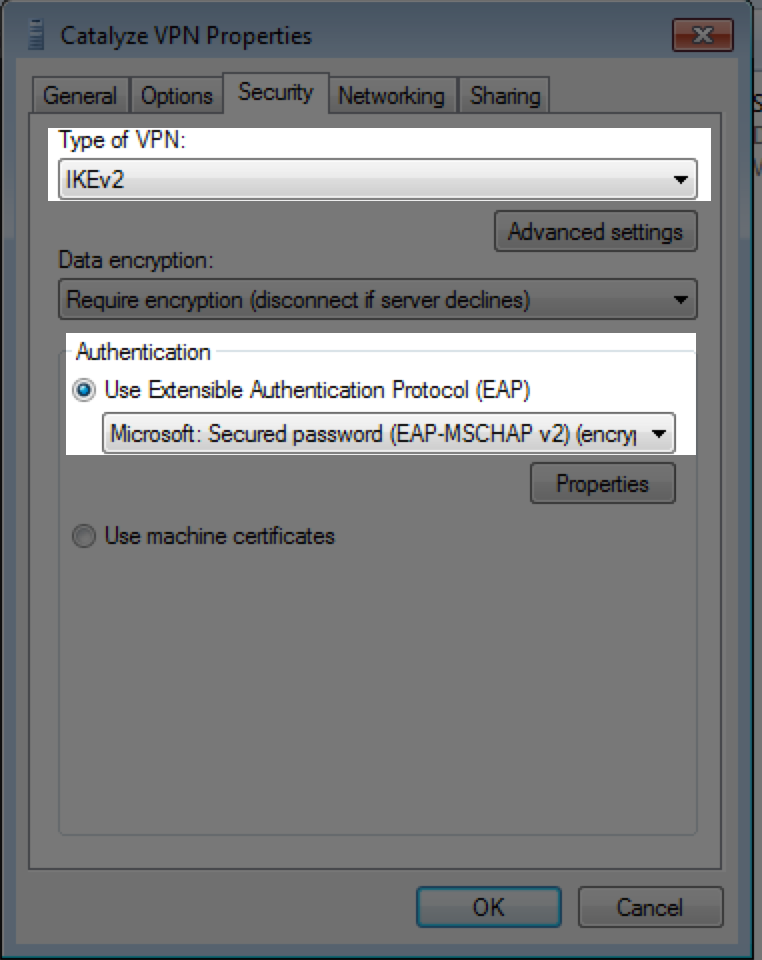 Catalyze VPN Properties
General Options Security Networking Sharing
Type of VPN:
IKEv2
Advanced settings
Data encryption:
Require encryption (disconnect if server declines)
Authentication
Use Extensible Authentication Protocol (EAP)
Microsoft: Secured password (EAP-MSCHAP v2) (encryp
Properties
Use machine certificates
OK Cancel